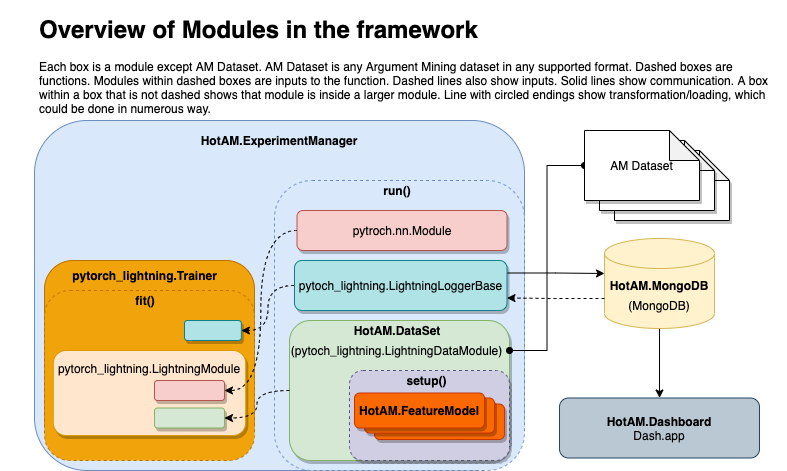 Overview of Modules in the framework
Each box is a module except AM Dataset. AM Dataset is any Argument Mining dataset in any supported format. Dashed boxes are
functions. Modules within dashed boxes are inputs to the function. Dashed lines also show inputs. Solid lines show communication. A box
within a box that is not dashed shows that module is inside a larger module. Line with circled endings show transformation/loading, which
could be done in numerous way.
HotAM.ExperimentManager
run()
pytroch.nn.Module
pytoch_lightning.LightningLoggerBase
HotAM.DataSet
(pytoch_lightning.LightningDataModule)
setup()
HotAM.FeatureModel
pytorch_lightning.Trainer
fit()
pytorch_lightning.LightningModule
AM Dataset
HotAM.MongoDB
(MongoDB)
HotAM.Dashboard
Dash.app